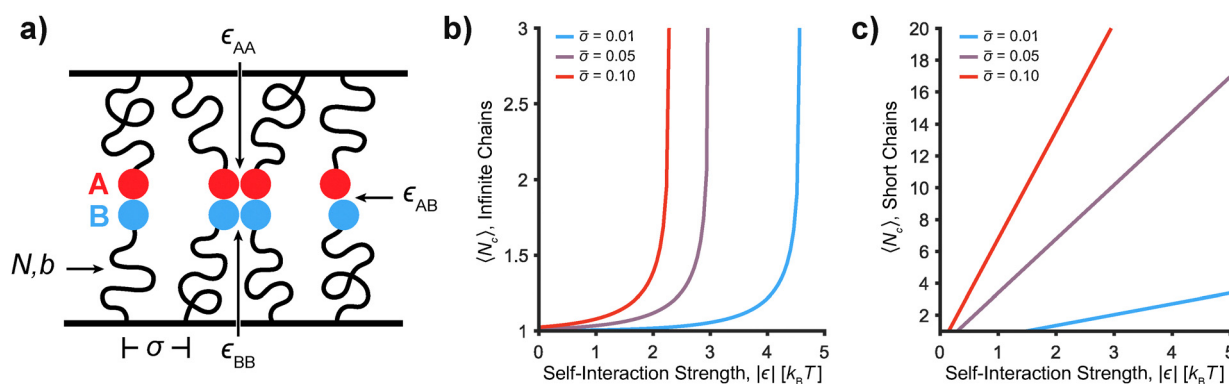 a)
ϵAA
A
B
ϵAB
N,b
σ
ϵBB
b)
σ̅ = 0.01
σ̅ = 0.05
σ̅ = 0.10
⟨Nc⟩, Infinite Chains
3
2.5
2
1.5
1
0 1 2 3 4 5
Self-Interaction Strength, |ϵ| [kBT]
c)
σ̅ = 0.01
σ̅ = 0.05
σ̅ = 0.10
⟨Nc⟩, Short Chains
20
18
16
14
12
10
8
6
4
2
0 1 2 3 4 5
Self-Interaction Strength, |ϵ| [kBT]